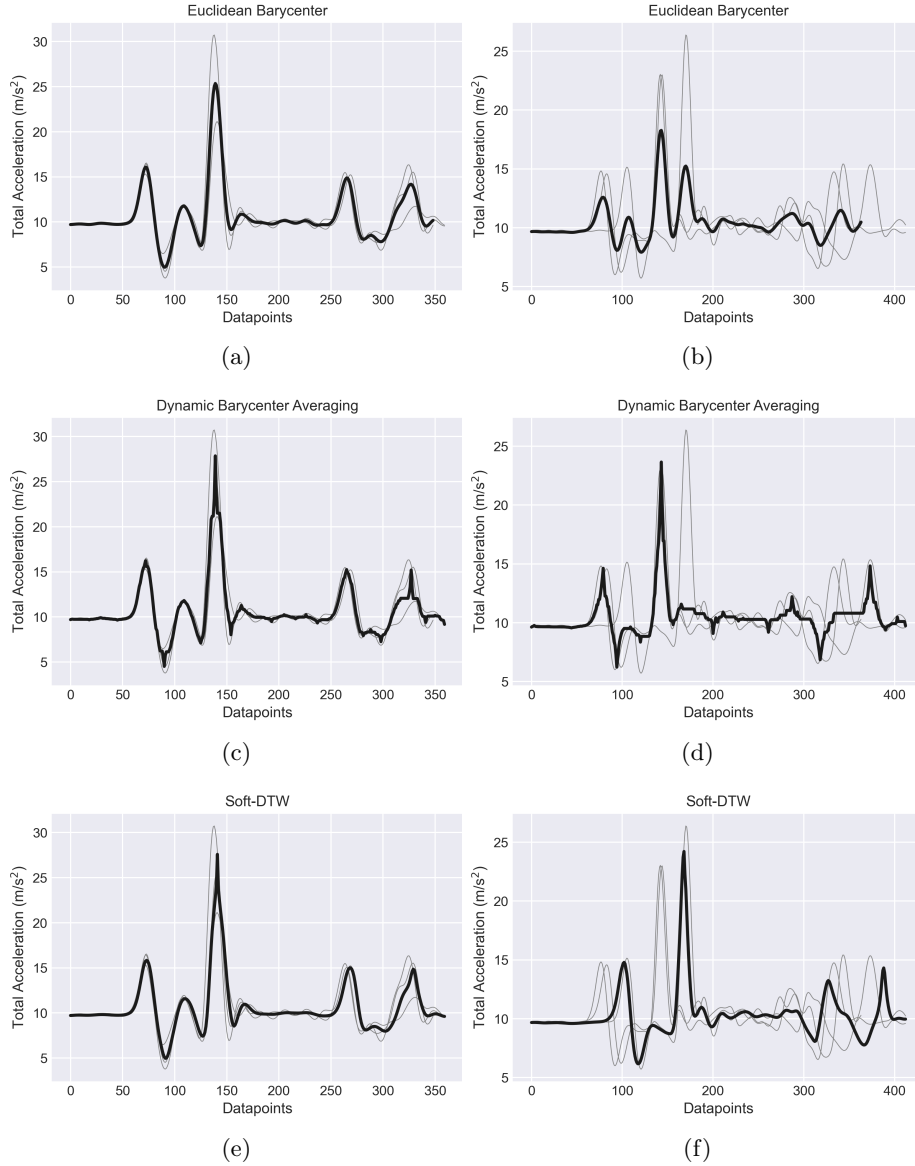 Euclidean Barycenter
Total Acceleration (m/s²)
30
25
20
15
10
5
0 50 100 150 200 250 300 350
Datapoints
(a)
Euclidean Barycenter
Total Acceleration (m/s²)
25
20
15
10
5
0 100 200 300 400
Datapoints
(b)
Dynamic Barycenter Averaging
Total Acceleration (m/s²)
30
25
20
15
10
5
0 50 100 150 200 250 300 350
Datapoints
(c)
Dynamic Barycenter Averaging
Total Acceleration (m/s²)
25
20
15
10
5
0 100 200 300 400
Datapoints
(d)
Soft-DTW
Total Acceleration (m/s²)
30
25
20
15
10
5
0 50 100 150 200 250 300 350
Datapoints
(e)
Soft-DTW
Total Acceleration (m/s²)
25
20
15
10
5
0 100 200 300 400
Datapoints
(f)